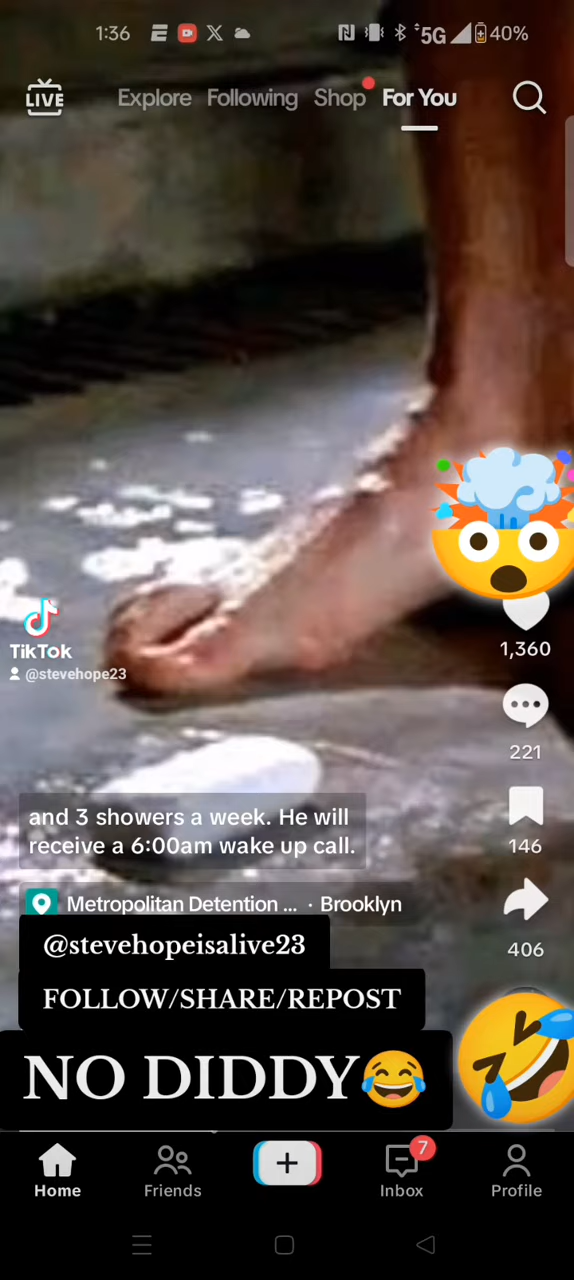 1:36
5G
40%
LIVE
Explore Following Shop For You
1,360
TikTok
@stevehope23
221
and 3 showers a week. He will
receive a 6:00am wake up call.
146
Metropolitan Detention ... · Brooklyn
@stevehopeisalive23
406
FOLLOW/SHARE/REPOST
NO DIDDY😂
7
Home
Friends
Inbox
Profile